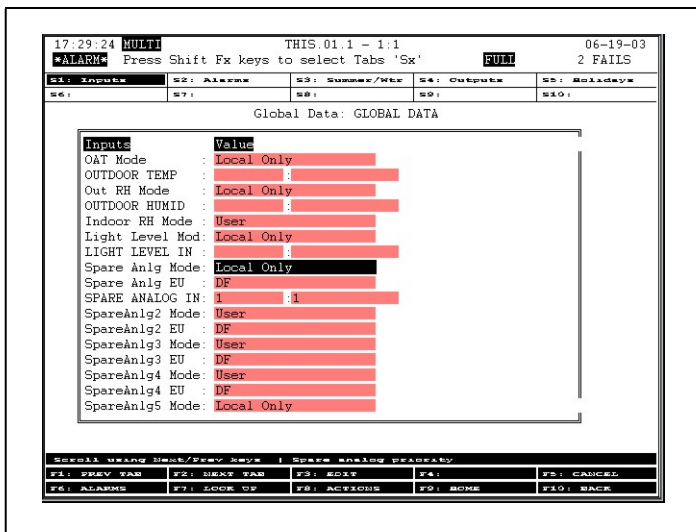 17:29:24 MULTI THIS.01.1 - 1:1 06-19-03
*ALARM* Press Shift Fx keys to select Tabs 'Sx' FULL 2 FAILS
S1: Inputs S2: Alarms S3: Summer/Wtr S4: Outputs S5: Holidays
S6: S7: S8: S9: S10:
Global Data: GLOBAL DATA
Inputs Value
OAT Mode : Local Only
OUTDOOR TEMP : :
Out RH Mode : Local Only
OUTDOOR HUMID : :
Indoor RH Mode : User
Light Level Mod: Local Only
LIGHT LEVEL IN : :
Spare Anlg Mode: Local Only
Spare Anlg EU : DF
SPARE ANALOG IN: 1 :1
SpareAnlg2 Mode: User
SpareAnlg2 EU : DF
SpareAnlg3 Mode: User
SpareAnlg3 EU : DF
SpareAnlg4 Mode: User
SpareAnlg4 EU : DF
SpareAnlg5 Mode: Local Only
Scroll using Next/Prev keys | Spare analog priority
F1: PREV TAB F2: NEXT TAB F3: EDIT F4: F5: CANCEL
F6: ALARMS F7: LOOK UP F8: ACTIONS F9: HOME F10: BACK